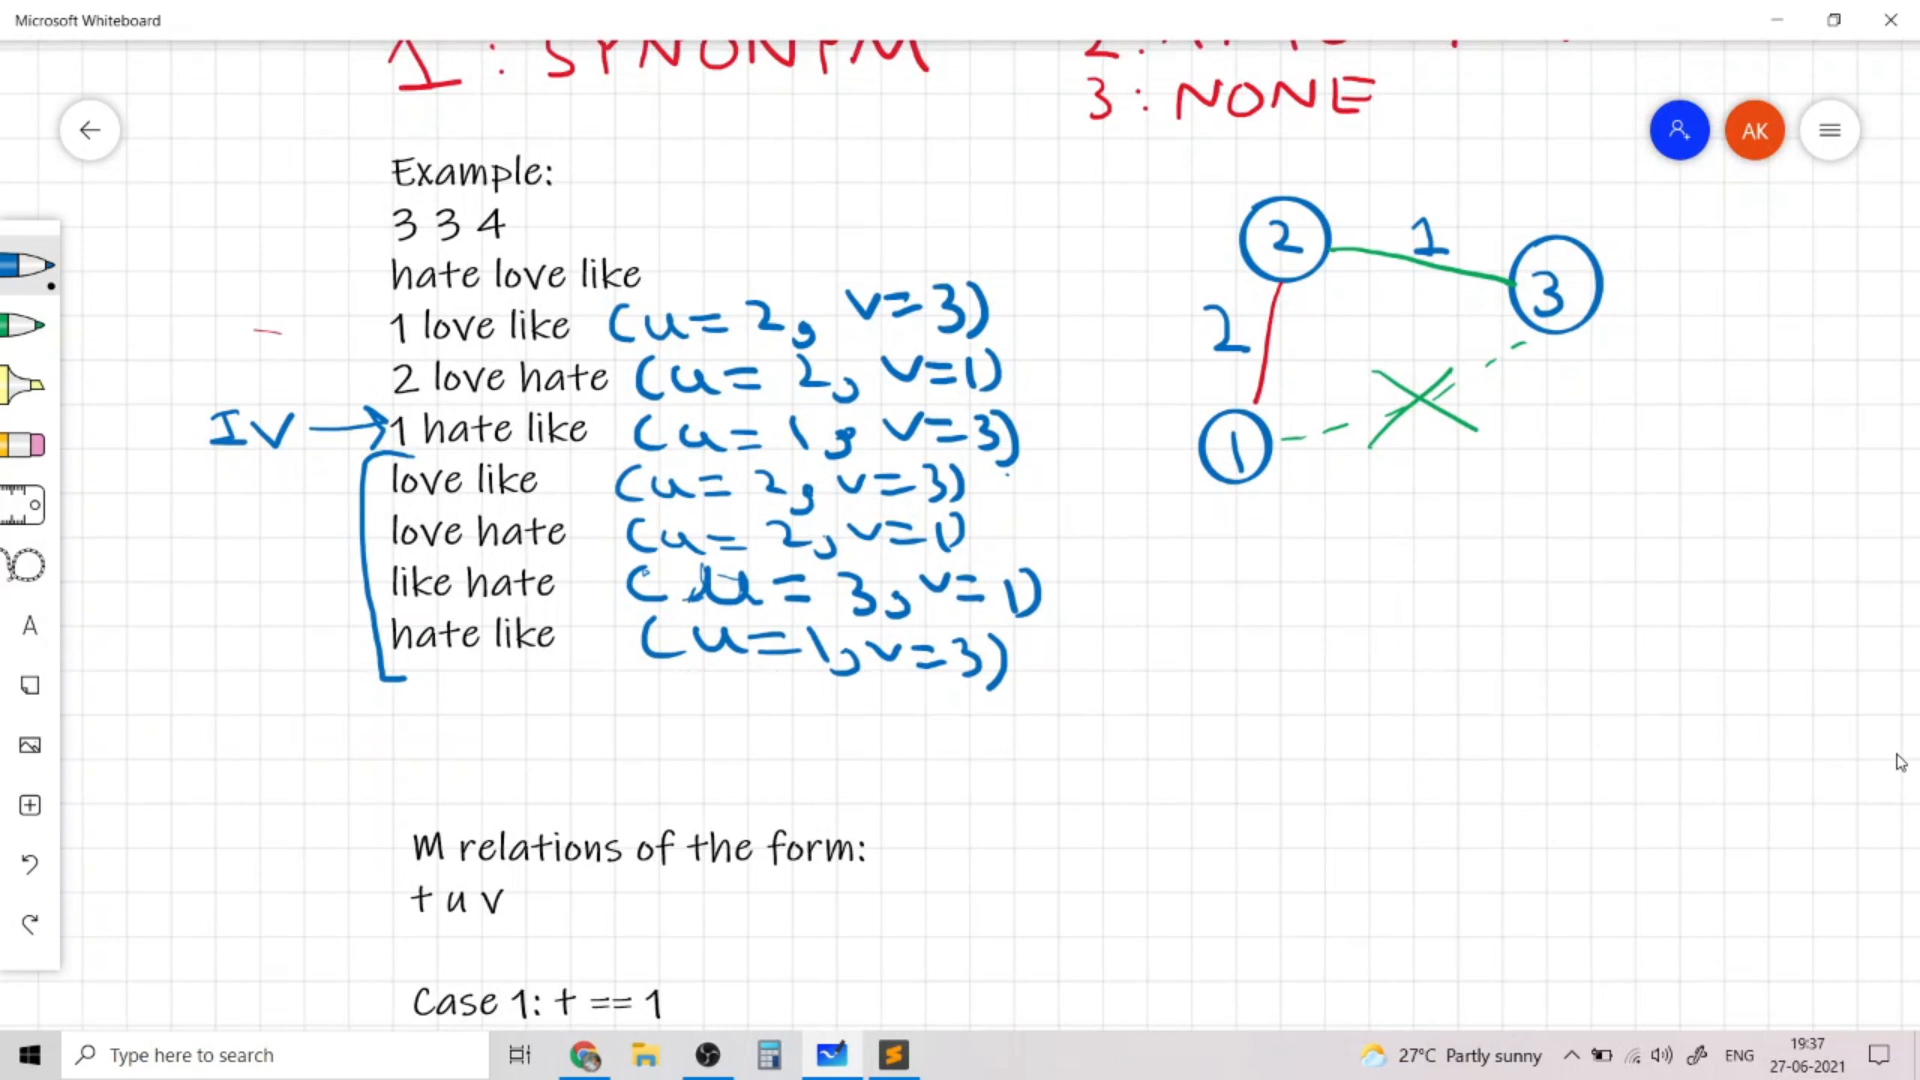 Microsoft Whiteboard
1 : SYNONYM
2 :
3 : NONE
AK
Example:
3 3 4
hate love like
1 love like (u = 2, v = 3)
2 love hate (u = 2, v = 1)
IV → 1 hate like (u = 1, v = 3)
love like (u = 2, v = 3)
love hate (u = 2, v = 1)
like hate (u = 3, v = 1)
hate like (u = 1, v = 3)
2 1 3
2
1
A
M relations of the form:
t u v
Case 1: t == 1
Type here to search
27°C Partly sunny
ENG
19:37
27-06-2021